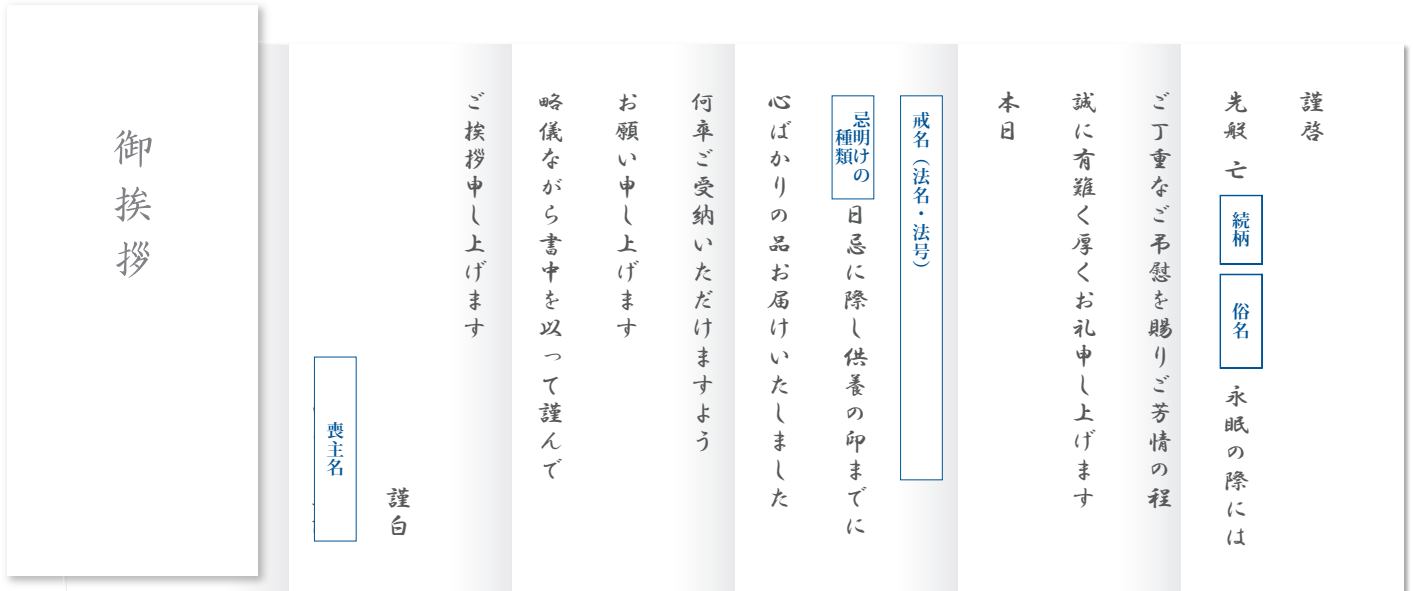 謹啓
先般 亡 続柄 俗名 永眠の際には
ご丁重なご弔慰を賜りご芳情の程
誠に有難く厚くお礼申し上げます
本日
戒名（法名・法号）
忌明けの種類 日忌に際し供養の印までに
心ばかりの品お届けいたしました
何卒ご受納いただけますよう
お願い申し上げます
略儀ながら書中を以って謹んで
ご挨拶申し上げます
謹白
喪主名
御挨拶